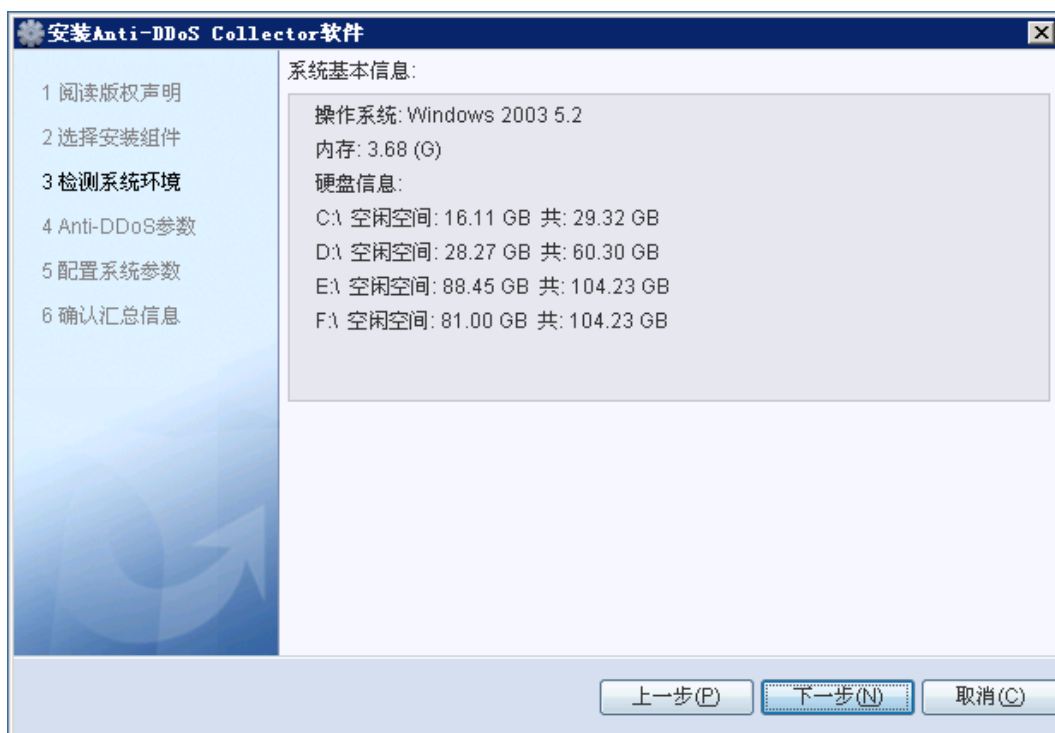 安装Anti-DDoS Collector软件
1 阅读版权声明
2 选择安装组件
3 检测系统环境
4 Anti-DDoS参数
5 配置系统参数
6 确认汇总信息
系统基本信息:
操作系统: Windows 2003 5.2
内存: 3.68 (G)
硬盘信息:
C:\ 空闲空间: 16.11 GB 共: 29.32 GB
D:\ 空闲空间: 28.27 GB 共: 60.30 GB
E:\ 空闲空间: 88.45 GB 共: 104.23 GB
F:\ 空闲空间: 81.00 GB 共: 104.23 GB
上一步(P)
下一步(N)
取消(C)